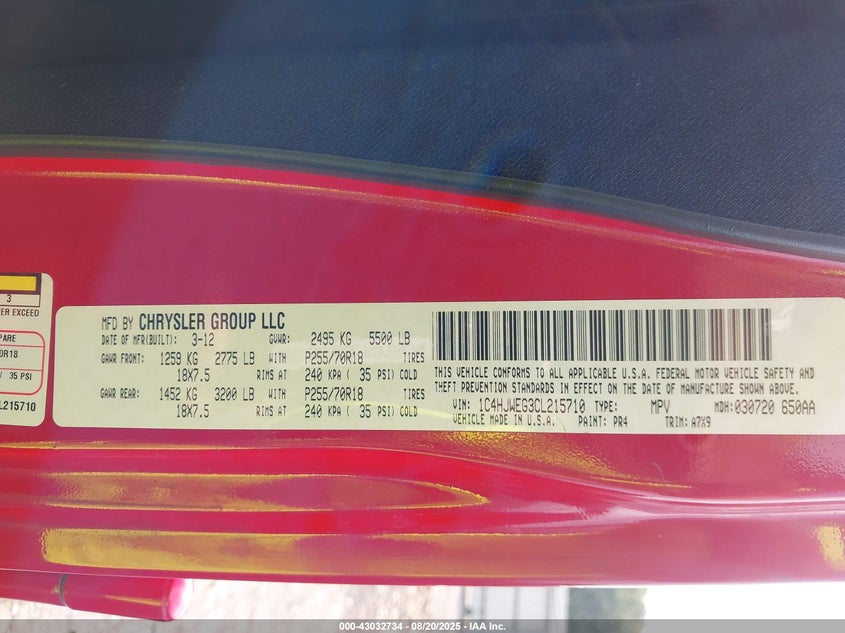 3
TER EXCEED
PARE
0R18
/ 35 PSI
L215710
MFD BY CHRYSLER GROUP LLC
DATE OF MFR(BUILT): 3-12 GVWR: 2495 KG 5500 LB
GAWR FRONT: 1259 KG 2775 LB WITH P255/70R18 TIRES
18X7.5 RIMS AT 240 KPA ( 35 PSI) COLD
GAWR REAR: 1452 KG 3200 LB WITH P255/70R18 TIRES
18X7.5 RIMS AT 240 KPA ( 35 PSI) COLD
THIS VEHICLE CONFORMS TO ALL APPLICABLE U.S.A. FEDERAL MOTOR VEHICLE SAFETY AND
THEFT PREVENTION STANDARDS IN EFFECT ON THE DATE OF MANUFACTURE SHOWN ABOVE.
VIN: 1C4HJWEG3CL215710 TYPE: MPV MDH:030720 650AA
VEHICLE MADE IN U.S.A. PAINT: PR4 TRIM: A7X9
000-43032734 - 08/20/2025 - IAA Inc.